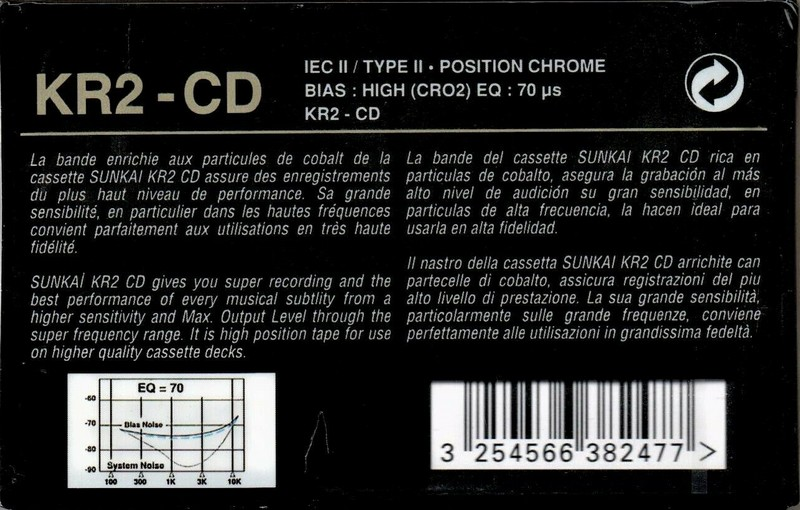 KR2 - CD
IEC II / TYPE II • POSITION CHROME
BIAS : HIGH (CRO2) EQ : 70 µs
KR2 - CD
La bande enrichie aux particules de cobalt de la
cassette SUNKAI KR2 CD assure des enregistrements
du plus haut niveau de performance. Sa grande
sensibilité, en particulier dans les hautes fréquences
convient parfaitement aux utilisations en très haute
fidélité.
SUNKAÍ KR2 CD gives you super recording and the
best performance of every musical subtlity from a
higher sensitivity and Max. Output Level through the
super frequency range. It is high position tape for use
on higher quality cassette decks.
La banda del cassette SUNKAI KR2 CD rica en
particulas de cobalto, asegura la grabación al más
alto nivel de audición su gran sensibilidad, en
particulas de alta frecuencia, la hacen ideal para
usarla en alta fidelidad.
Il nastro della cassetta SUNKAI KR2 CD arrichite can
partecelle di cobalto, assicura registrazioni del piu
alto livello di prestazione. La sua grande sensibilità,
particolarmente sulle grande frequenze, conviene
perfettamente alle utilisazioni in grandissima fedeltà.
EQ = 70
-60
Bias Noise
-70
-80
System Noise
-90
100 300 1K 3K 10K
3 254566 382477 >